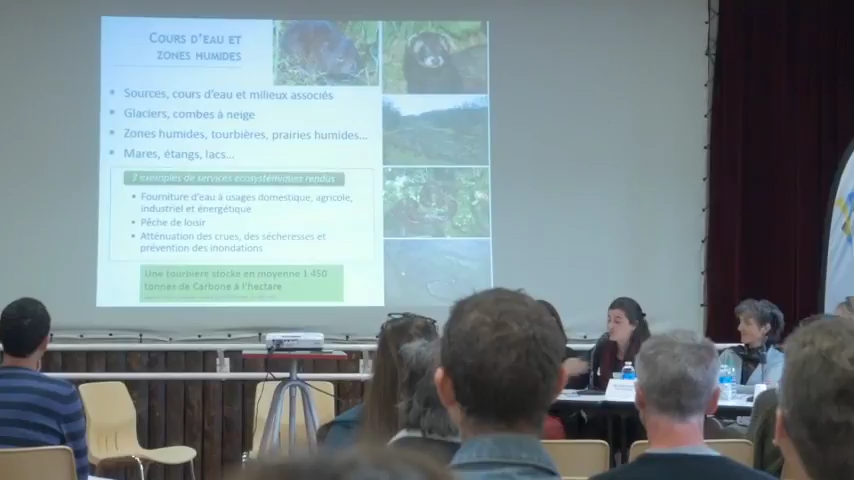 Cours d'eau et
zones humides
Sources, cours d'eau et milieux associés
Glaciers, combes à neige
Zones humides, tourbières, prairies humides...
Mares, étangs, lacs...
3 exemples de services écosystémiques rendus
Fourniture d'eau à usages domestique, agricole,
industriel et énergétique
Pêche de loisir
Atténuation des crues, des sécheresses et
prévention des inondations
Une tourbière stocke en moyenne 1 450
tonnes de Carbone à l'hectare